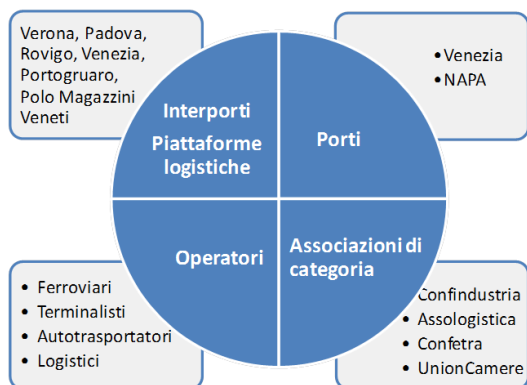 Verona, Padova,
Rovigo, Venezia,
Portogruaro,
Polo Magazzini
Veneti
• Venezia
• NAPA
Interporti
Piattaforme
logistiche
Porti
Operatori
Associazioni di
categoria
• Ferroviari
• Terminalisti
• Autotrasportatori
• Logistici
Confindustria
• Assologistica
• Confetra
• UnionCamere